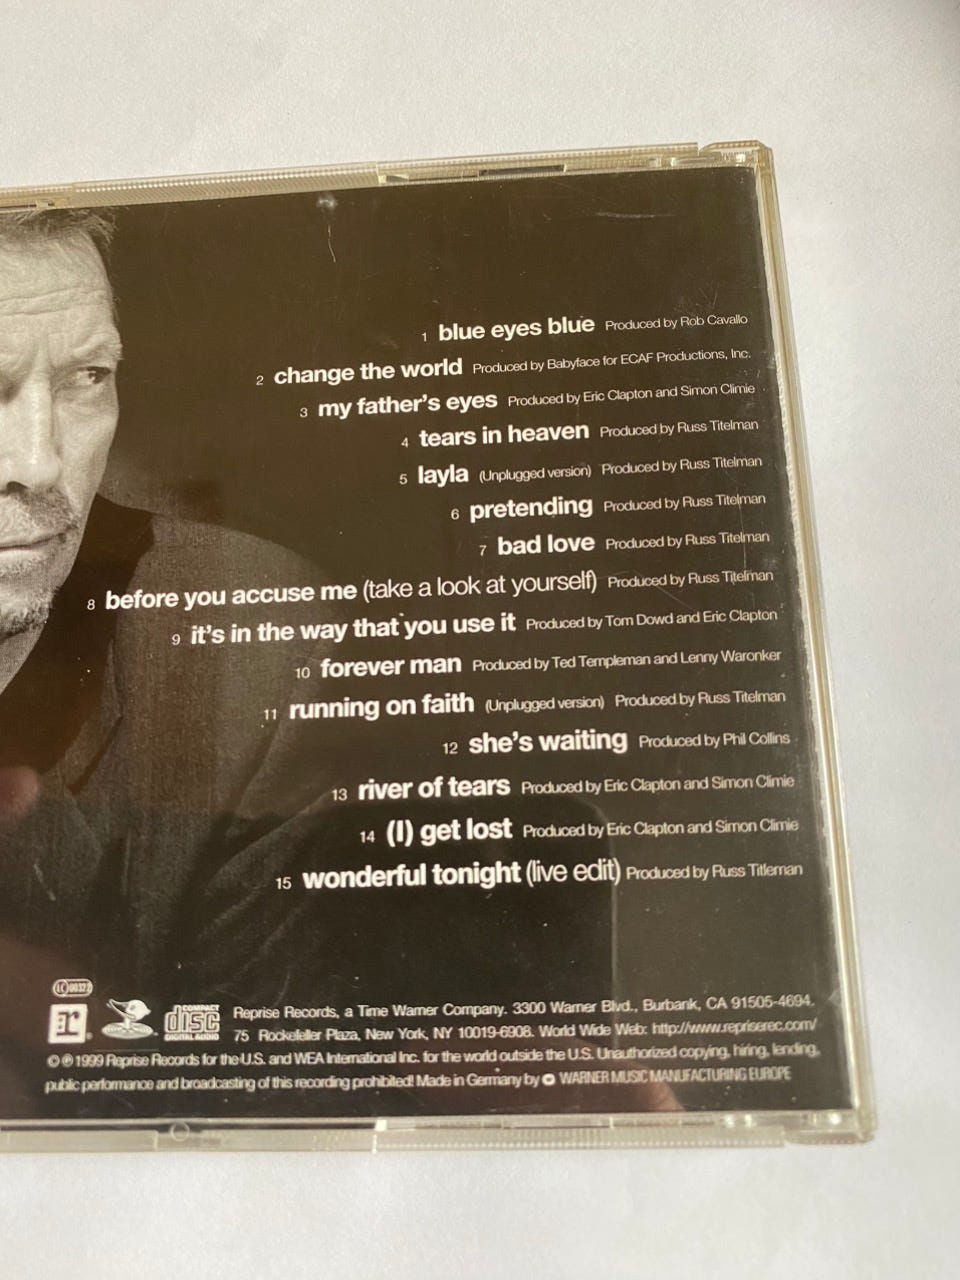 1 blue eyes blue Produced by Rob Cavallo
2 change the world Produced by Babyface for ECAF Productions, Inc.
3 my father's eyes Produced by Eric Clapton and Simon Climie
4 tears in heaven Produced by Russ Titelman
5 layla (Unplugged version) Produced by Russ Titelman
6 pretending Produced by Russ Titelman
7 bad love Produced by Russ Titelman
8 before you accuse me (take a look at yourself) Produced by Russ Titelman
9 it's in the way that you use it Produced by Tom Dowd and Eric Clapton
10 forever man Produced by Ted Templeman and Lenny Waronker
11 running on faith (Unplugged version) Produced by Russ Titelman
12 she's waiting Produced by Phil Collins
13 river of tears Produced by Eric Clapton and Simon Climie
14 (I) get lost Produced by Eric Clapton and Simon Climie
15 wonderful tonight (live edit) Produced by Russ Titleman
LC 00322
r
COMPACT
disc
DIGITAL AUDIO
Reprise Records, a Time Warner Company. 3300 Warner Blvd., Burbank, CA 91505-4694.
75 Rockefeller Plaza, New York, NY 10019-6908. World Wide Web: http://www.repriserec.com/
© ℗ 1999 Reprise Records for the U.S. and WEA International Inc. for the world outside the U.S. Unauthorized copying, hiring, lending,
public performance and broadcasting of this recording prohibited! Made in Germany by WARNER MUSIC MANUFACTURING EUROPE